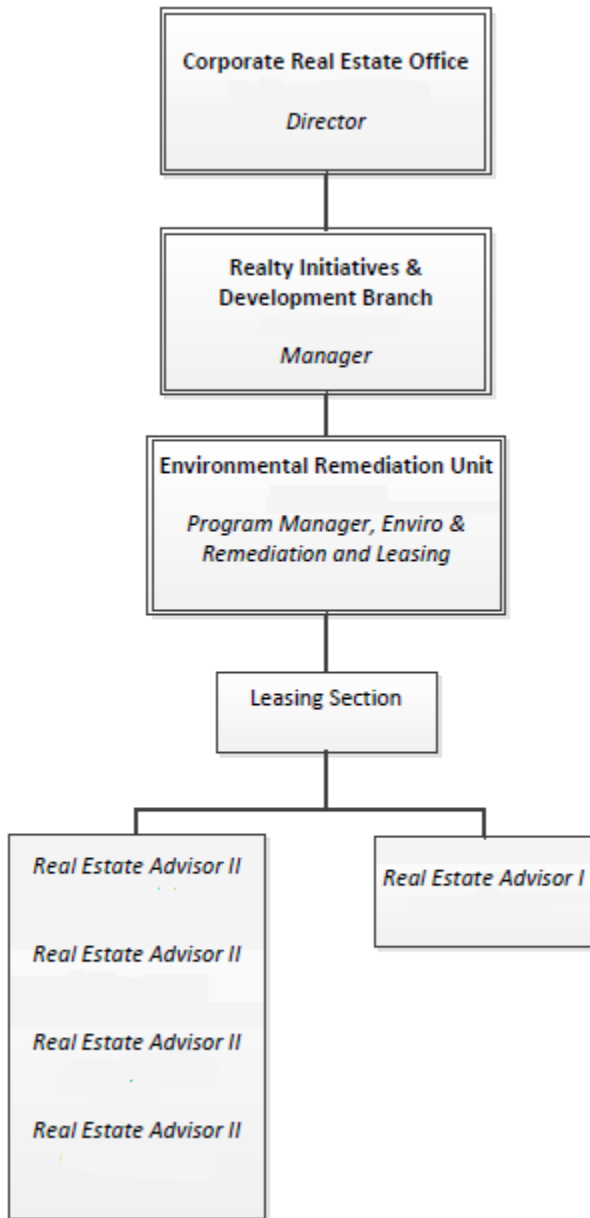 Corporate Real Estate Office
Director
Realty Initiatives &
Development Branch
Manager
Environmental Remediation Unit
Program Manager, Enviro &
Remediation and Leasing
Leasing Section
Real Estate Advisor II
Real Estate Advisor II
Real Estate Advisor II
Real Estate Advisor II
Real Estate Advisor I